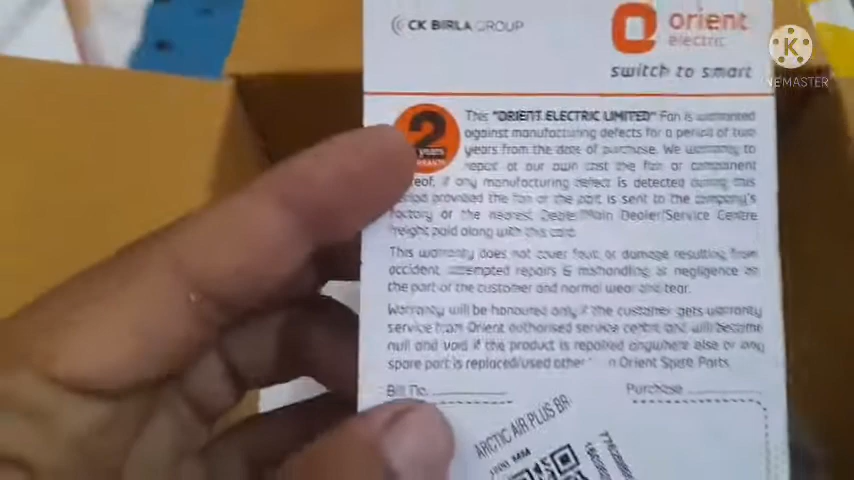 CK BIRLA GROUP
orient
electric
switch to smart
K
NEMASTER
2
years
This "ORIENT ELECTRIC LIMITED" Fan is warranted
against manufacturing defects for a period of two
years from the date of purchase. We warranty to
repair at our own cost the fan or component
if any manufacturing defect is detected during this
period provided the fan or the part is sent to the company's
factory or the nearest Dealer/Main Dealer/Service Centre
freight paid along with this card.
This warranty does not cover fault or damage resulting from
accident attempted repairs & mishandling or negligence on
the part of the customer and normal wear and tear.
Warranty will be honoured only if the customer gets warranty
service from Orient authorised service centre and will become
null and void if the product is repaired anywhere else or any
spare part is replaced/used other Orient Spare Parts.
Bill No. Purchase
ARCTIC AIR PLUS BR
MM